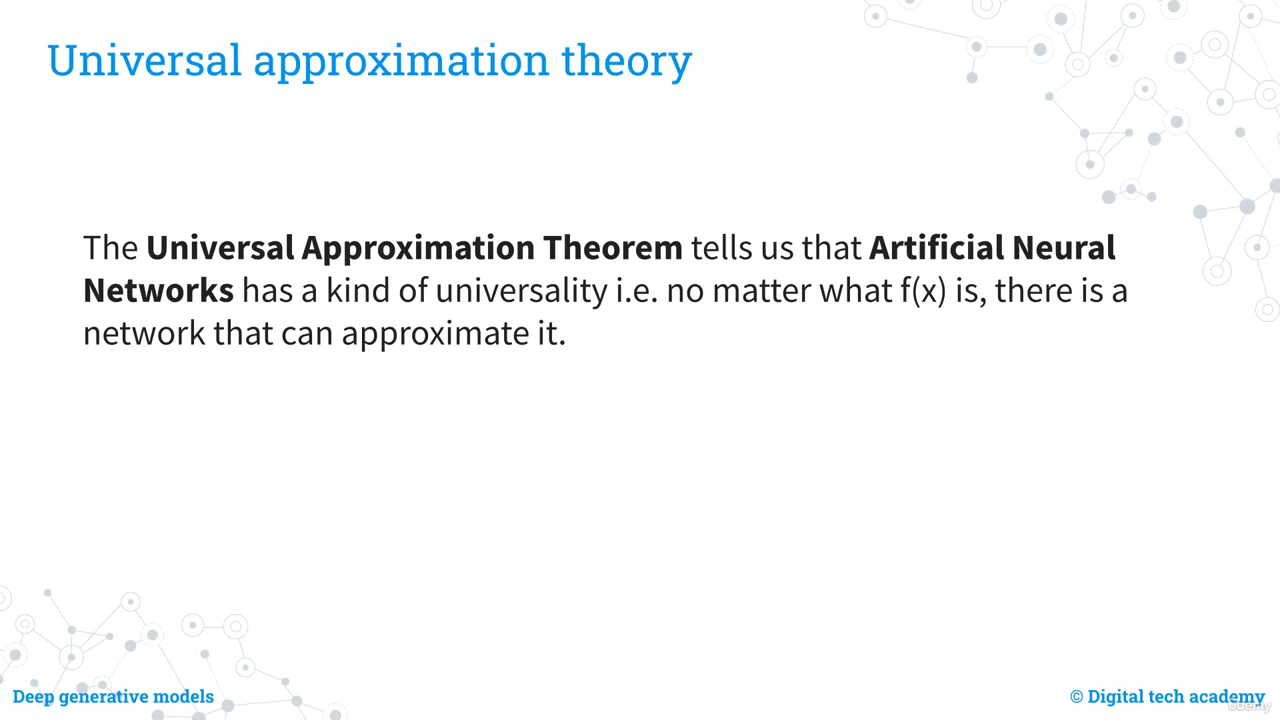 Universal approximation theory
The Universal Approximation Theorem tells us that Artificial Neural
Networks has a kind of universality i.e. no matter what f(x) is, there is a
network that can approximate it.
Deep generative models
© Digital tech academy
udemy